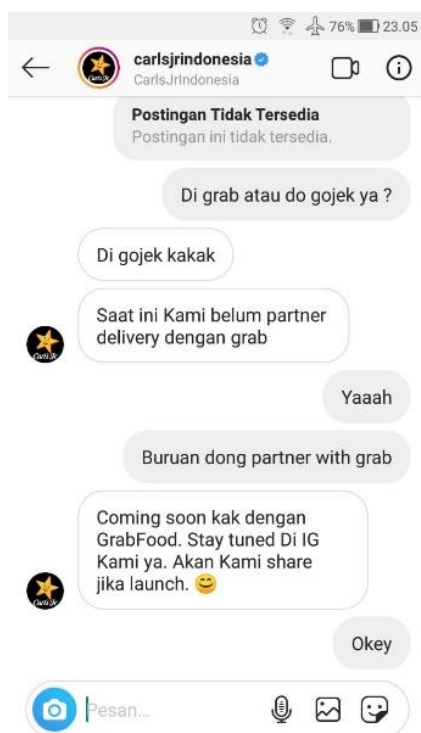 76% 23.05
carlsjrindonesia
CarlsJrIndonesia
Postingan Tidak Tersedia
Postingan ini tidak tersedia.
Di grab atau do gojek ya ?
Di gojek kakak
Saat ini Kami belum partner
delivery dengan grab
Yaaah
Buruan dong partner with grab
Coming soon kak dengan
GrabFood. Stay tuned Di IG
Kami ya. Akan Kami share
jika launch. 😊
Okey
Pesan...